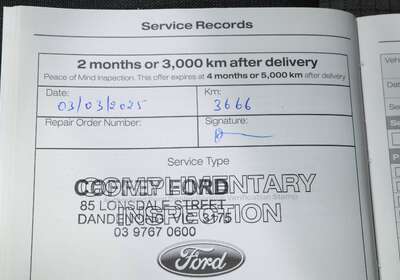 Service Records
2 months or 3,000 km after delivery
Peace of Mind Inspection. This offer expires at 4 months or 5,000 km after delivery
Date: Km:
03/03/2025 3666
Repair Order Number: Signature:
Service Type
COMPLIMENTARY
INSPECTION
Verification Stamp
FORD
85 LONSDALE STREET
DANDENONG, VIC, 3175
03 9767 0600
Ford